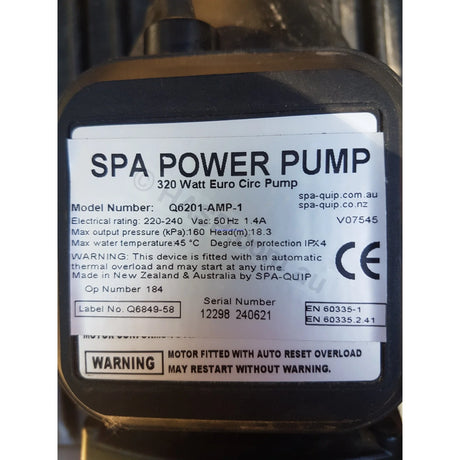 SPA POWER PUMP
320 Watt Euro Circ Pump
spa-quip.com.au
Model Number: Q6201-AMP-1
spa-quip.co.nz
Electrical rating: 220-240 Vac: 50Hz 1.4A
V07545
Max output pressure (kPa):160 Head(m):18.3
Max water temperature:45 °C Degree of protection IPX4
WARNING: This device is fitted with an automatic
thermal overload and may restart at anytime.
Made in New Zealand & Australia by SPA-QUIP
CE
Op Number 184
Serial Number
Label No. Q6849-58
12298 240621
EN 60335-1
EN 60335.2.41
WARNING
MOTOR FITTED WITH AUTO RESET OVERLOAD
MAY RESTART WITHOUT WARNING.